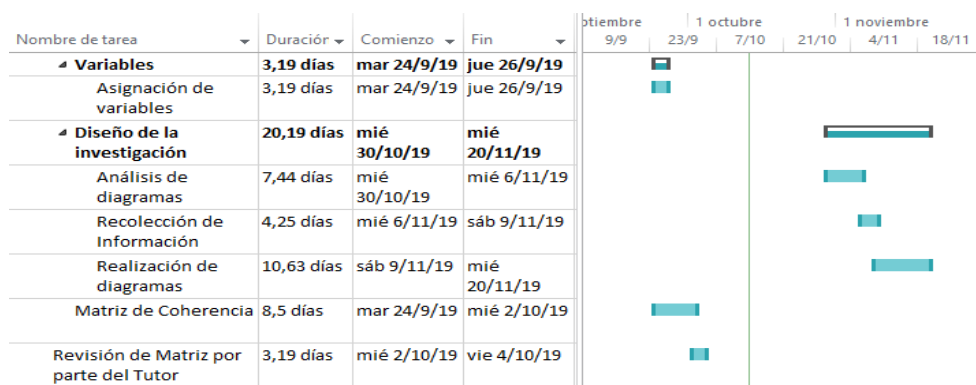 ptiembre 1 octubre 1 noviembre
Nombre de tarea Duración Comienzo Fin 9/9 23/9 7/10 21/10 4/11 18/11
Variables 3,19 días mar 24/9/19 jue 26/9/19
Asignación de 3,19 días mar 24/9/19 jue 26/9/19
variables
Diseño de la 20,19 días mié mié
investigación 30/10/19 20/11/19
Análisis de 7,44 días mié mié 6/11/19
diagramas 30/10/19
Recolección de 4,25 días mié 6/11/19 sáb 9/11/19
Información
Realización de 10,63 días sáb 9/11/19 mié
diagramas 20/11/19
Matriz de Coherencia 8,5 días mar 24/9/19 mié 2/10/19
Revisión de Matriz por 3,19 días mié 2/10/19 vie 4/10/19
parte del Tutor